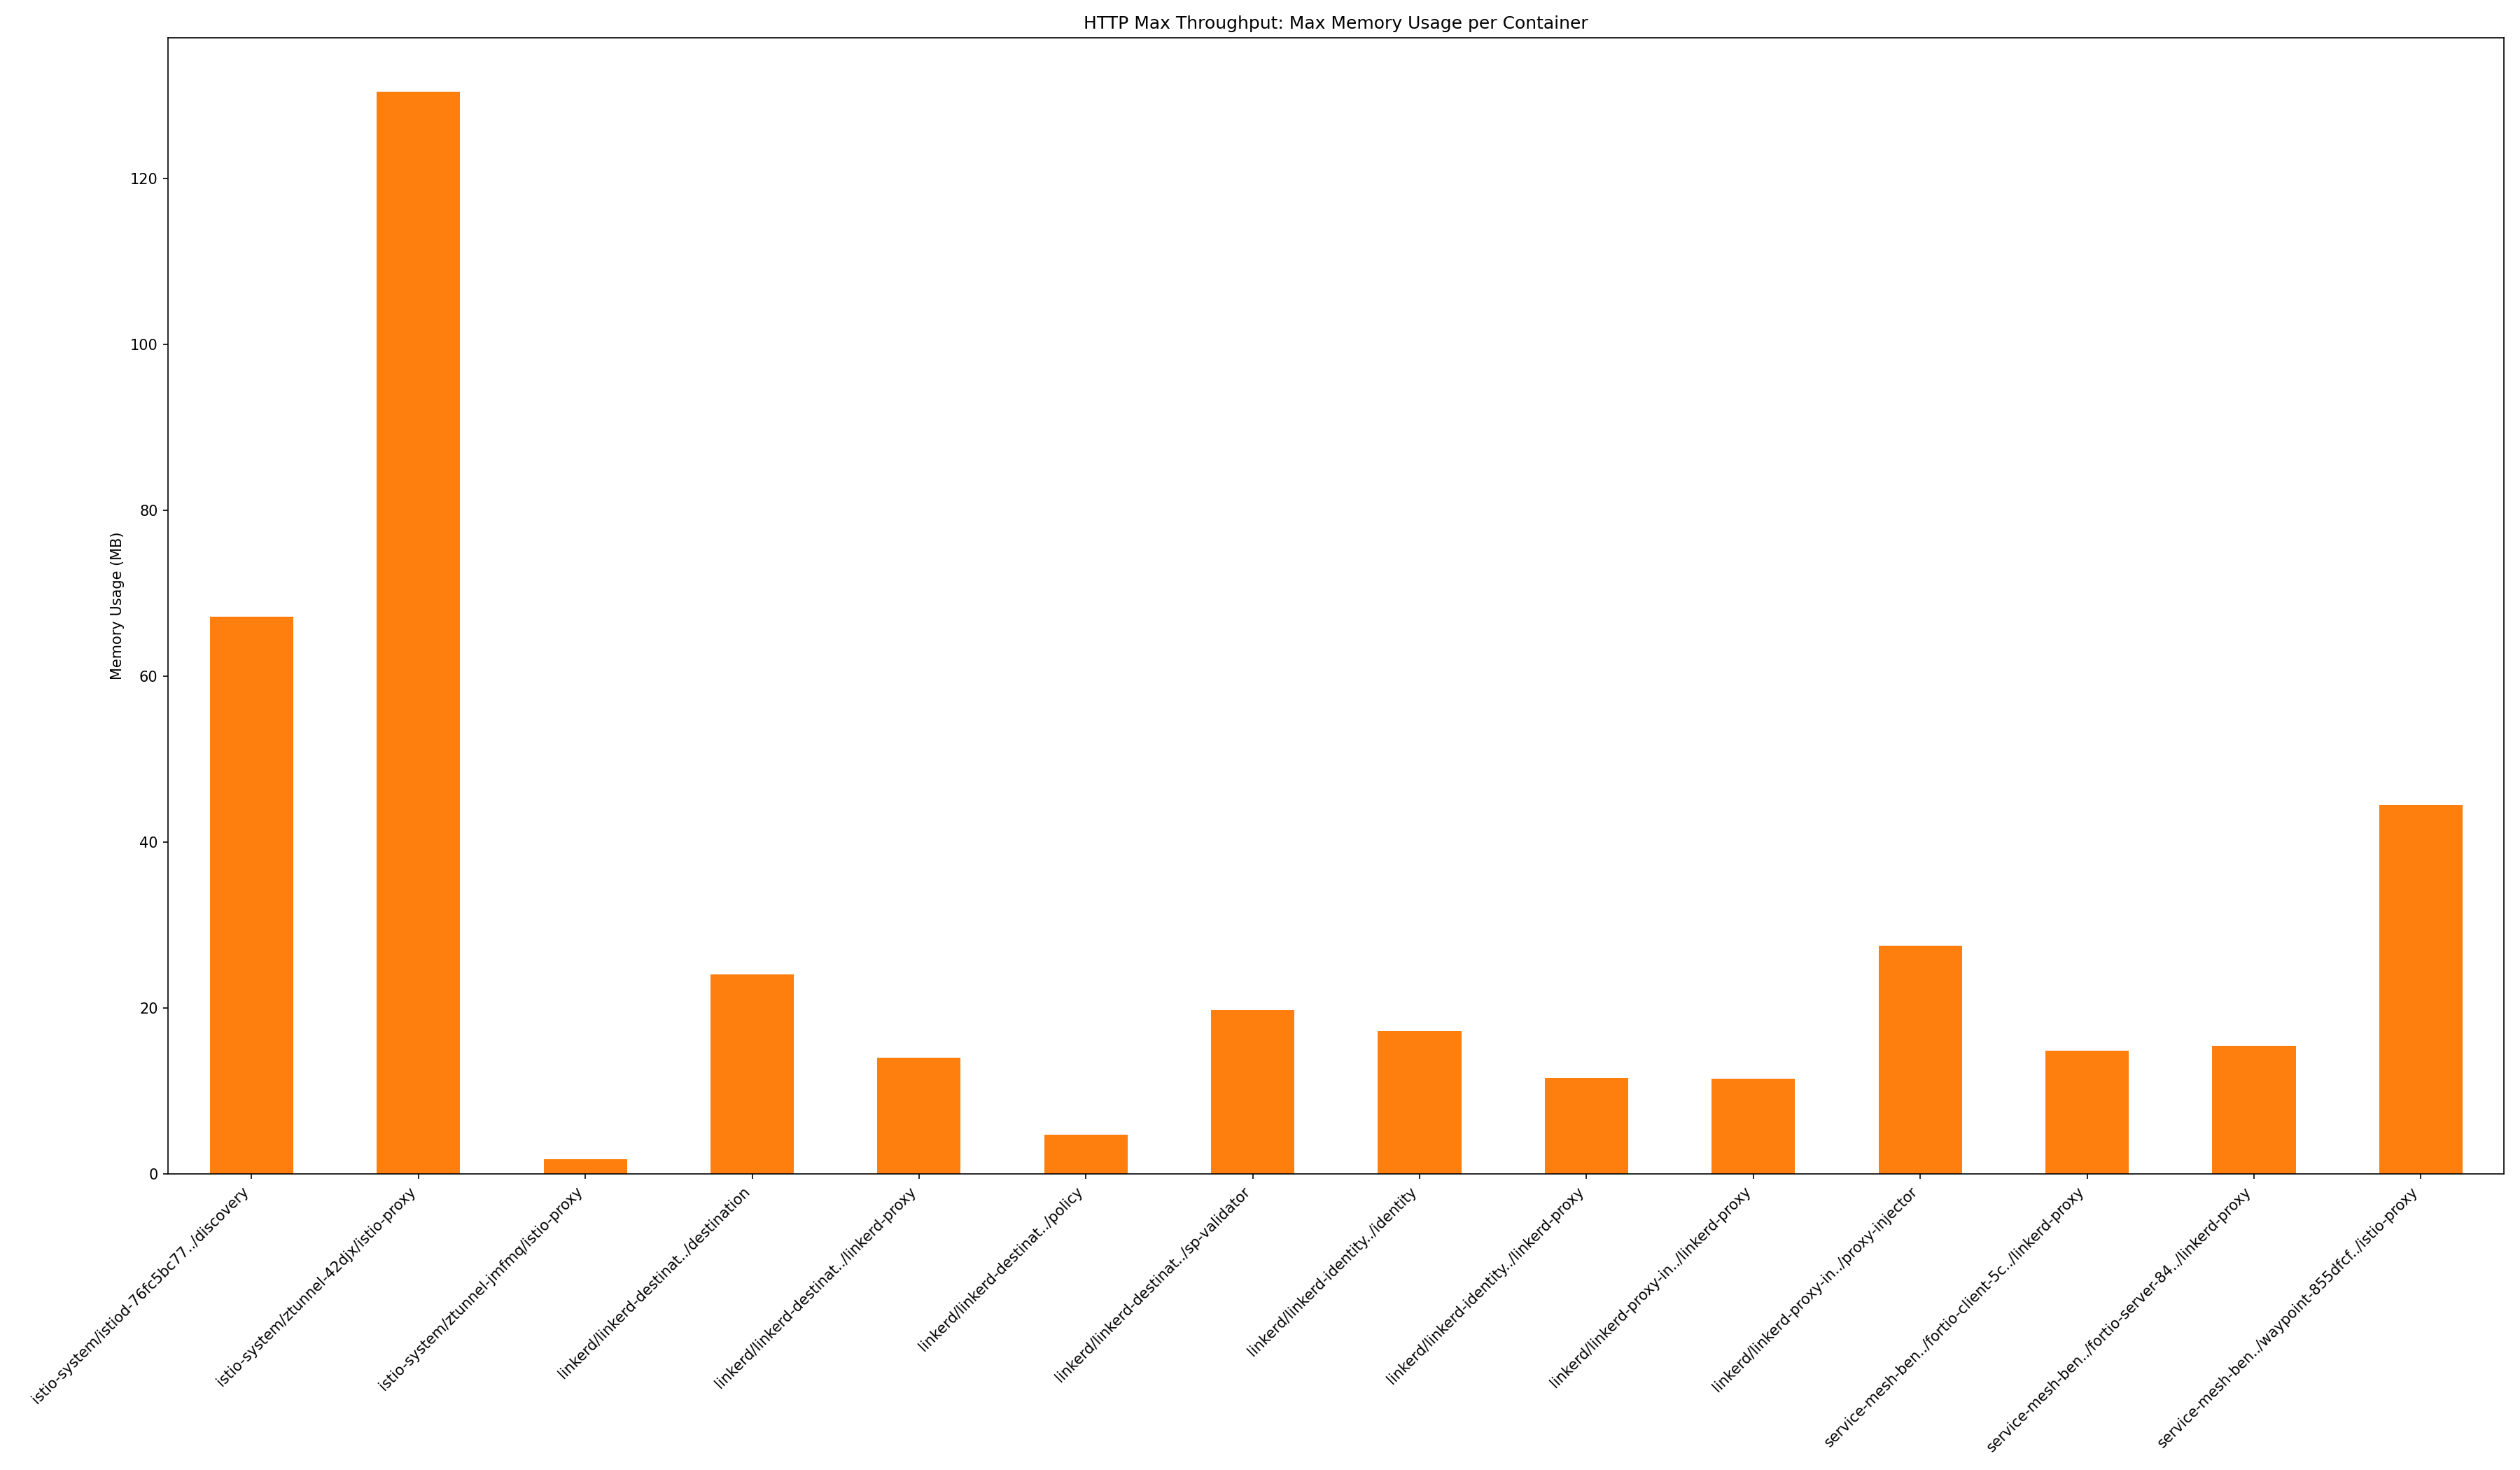 HTTP Max Throughput: Max Memory Usage per Container
Memory Usage (MB)
120
100
80
60
40
20
0
istio-system/istiod-76fc5bc77../discovery
istio-system/ztunnel-42djx/istio-proxy
istio-system/ztunnel-jmfmq/istio-proxy
linkerd/linkerd-destinat../destination
linkerd/linkerd-destinat../linkerd-proxy
linkerd/linkerd-destinat../policy
linkerd/linkerd-destinat../sp-validator
linkerd/linkerd-identity../identity
linkerd/linkerd-identity../linkerd-proxy
linkerd/linkerd-proxy-in../linkerd-proxy
linkerd/linkerd-proxy-in../proxy-injector
service-mesh-ben../fortio-client-5c../linkerd-proxy
service-mesh-ben../fortio-server-84../linkerd-proxy
service-mesh-ben../waypoint-855dfcf../istio-proxy